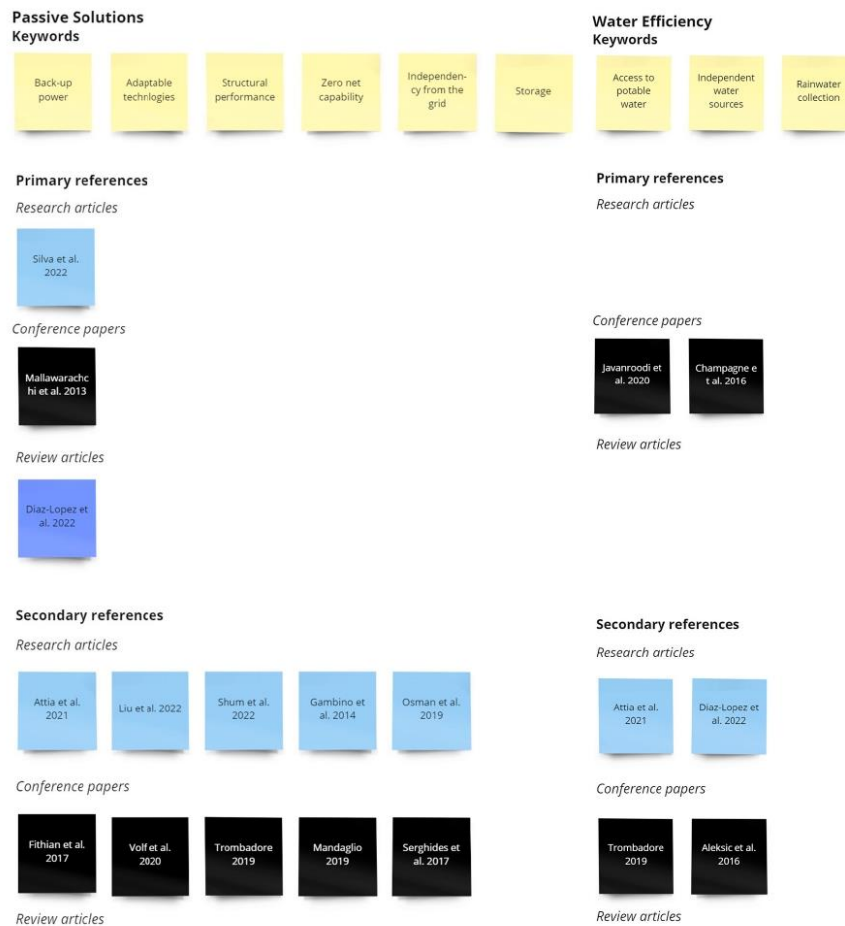 Passive Solutions
Keywords
Back-up
power
Adaptable
technlogies
Structural
performance
Zero net
capability
Independen-
cy from the
grid
Storage
Primary references
Research articles
Silva et al.
2022
Conference papers
Mallawarachc
hi et al. 2013
Review articles
Diaz-Lopez et
al. 2022
Secondary references
Research articles
Attia et al.
2021
Liu et al. 2022
Shum et al.
2022
Gambino et
al. 2014
Osman et al.
2019
Conference papers
Fithian et al.
2017
Volf et al.
2020
Trombadore
2019
Mandaglio
2019
Serghides et
al. 2017
Review articles
Water Efficiency
Keywords
Access to
potable
water
Independent
water
sources
Rainwater
collection
Primary references
Research articles
Conference papers
Javanroodi et
al. 2020
Champagne e
t al. 2016
Review articles
Secondary references
Research articles
Attia et al.
2021
Diaz-Lopez et
al. 2022
Conference papers
Trombadore
2019
Aleksic et al.
2016
Review articles